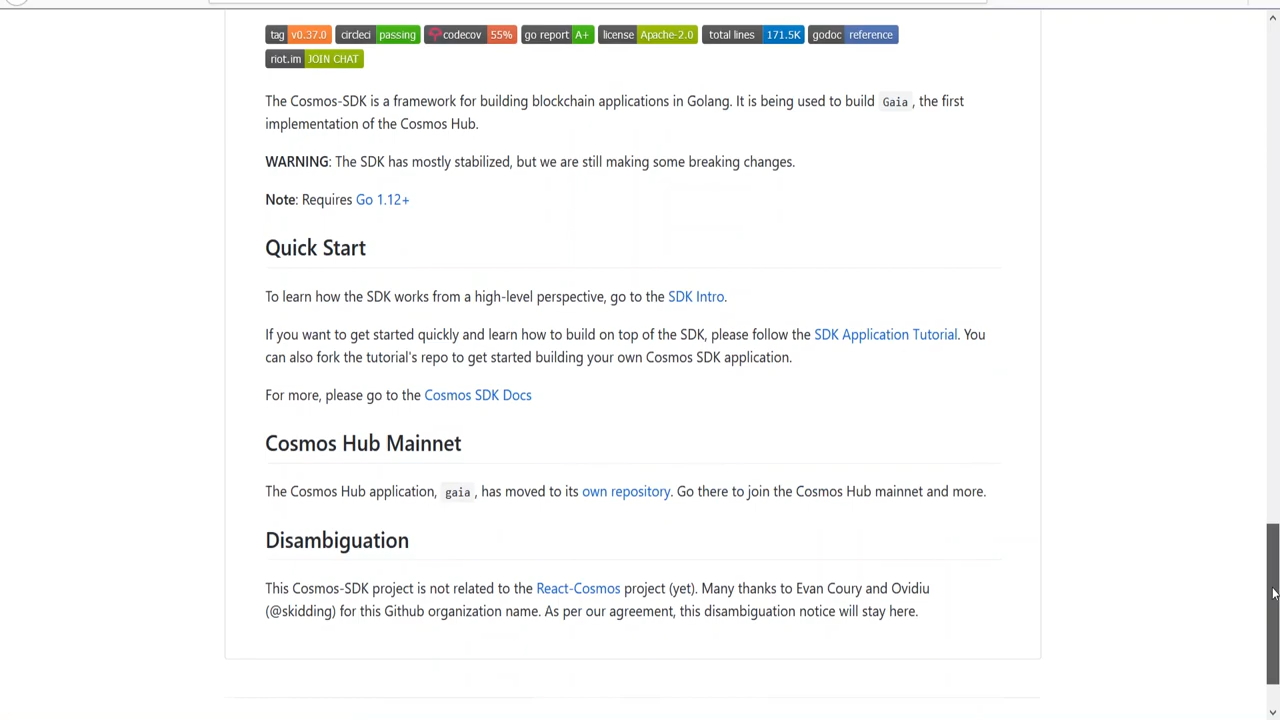 tag v0.37.0 circleci passing codecov 55% go report A+ license Apache-2.0 total lines 171.5K godoc reference
riot.im JOIN CHAT
The Cosmos-SDK is a framework for building blockchain applications in Golang. It is being used to build Gaia, the first
implementation of the Cosmos Hub.
WARNING: The SDK has mostly stabilized, but we are still making some breaking changes.
Note: Requires Go 1.12+
Quick Start
To learn how the SDK works from a high-level perspective, go to the SDK Intro.
If you want to get started quickly and learn how to build on top of the SDK, please follow the SDK Application Tutorial. You
can also fork the tutorial's repo to get started building your own Cosmos SDK application.
For more, please go to the Cosmos SDK Docs
Cosmos Hub Mainnet
The Cosmos Hub application, gaia, has moved to its own repository. Go there to join the Cosmos Hub mainnet and more.
Disambiguation
This Cosmos-SDK project is not related to the React-Cosmos project (yet). Many thanks to Evan Coury and Ovidiu
(@skidding) for this Github organization name. As per our agreement, this disambiguation notice will stay here.